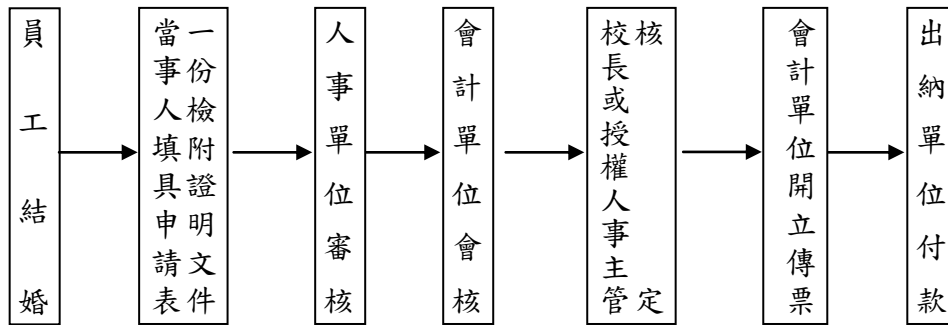 員工結婚
當事人填具申請表
一份檢附證明文件
人事單位審核
會計單位會核
校長或授權人事主管
核定
會計單位開立傳票
出納單位付款